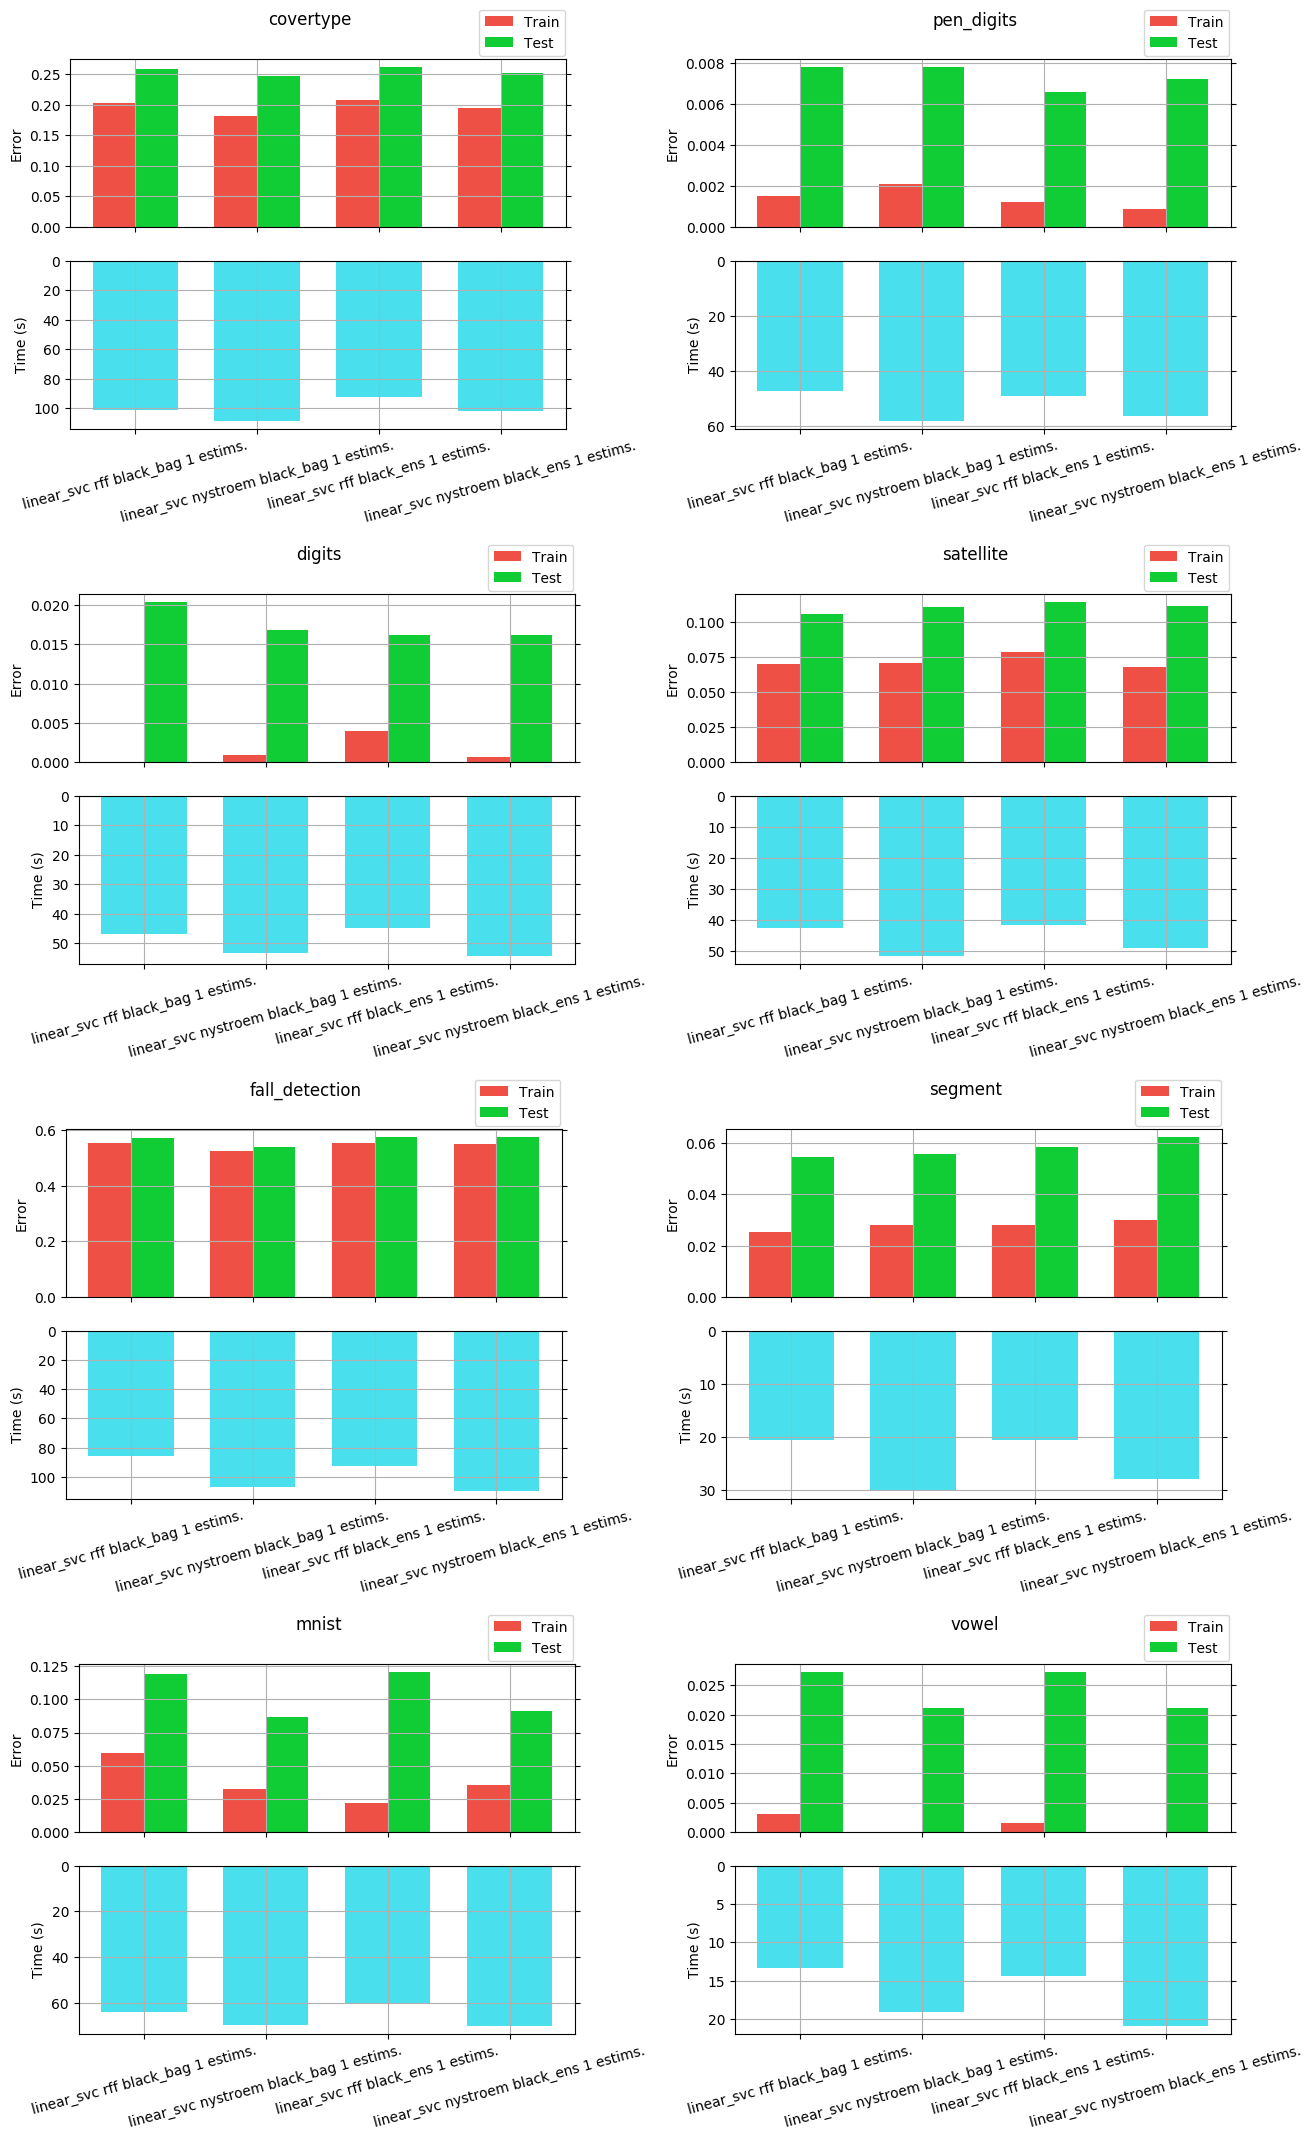 covertype
Train
Test
0.25
0.20
0.15
0.10
0.05
0.00
Error
0
20
40
60
80
100
Time (s)
linear_svc rff black_bag 1 estims.
linear_svc nystroem black_bag 1 estims.
linear_svc rff black_ens 1 estims.
linear_svc nystroem black_ens 1 estims.
pen_digits
Train
Test
0.008
0.006
0.004
0.002
0.000
Error
0
20
40
60
Time (s)
linear_svc rff black_bag 1 estims.
linear_svc nystroem black_bag 1 estims.
linear_svc rff black_ens 1 estims.
linear_svc nystroem black_ens 1 estims.
digits
Train
Test
0.020
0.015
0.010
0.005
0.000
Error
0
10
20
30
40
50
Time (s)
linear_svc rff black_bag 1 estims.
linear_svc nystroem black_bag 1 estims.
linear_svc rff black_ens 1 estims.
linear_svc nystroem black_ens 1 estims.
satellite
Train
Test
0.100
0.075
0.050
0.025
0.000
Error
0
10
20
30
40
50
Time (s)
linear_svc rff black_bag 1 estims.
linear_svc nystroem black_bag 1 estims.
linear_svc rff black_ens 1 estims.
linear_svc nystroem black_ens 1 estims.
fall_detection
Train
Test
0.6
0.4
0.2
0.0
Error
0
20
40
60
80
100
Time (s)
linear_svc rff black_bag 1 estims.
linear_svc nystroem black_bag 1 estims.
linear_svc rff black_ens 1 estims.
linear_svc nystroem black_ens 1 estims.
segment
Train
Test
0.06
0.04
0.02
0.00
Error
0
10
20
30
Time (s)
linear_svc rff black_bag 1 estims.
linear_svc nystroem black_bag 1 estims.
linear_svc rff black_ens 1 estims.
linear_svc nystroem black_ens 1 estims.
mnist
Train
Test
0.125
0.100
0.075
0.050
0.025
0.000
Error
0
20
40
60
Time (s)
linear_svc rff black_bag 1 estims.
linear_svc nystroem black_bag 1 estims.
linear_svc rff black_ens 1 estims.
linear_svc nystroem black_ens 1 estims.
vowel
Train
Test
0.025
0.020
0.015
0.010
0.005
0.000
Error
0
5
10
15
20
Time (s)
linear_svc rff black_bag 1 estims.
linear_svc nystroem black_bag 1 estims.
linear_svc rff black_ens 1 estims.
linear_svc nystroem black_ens 1 estims.